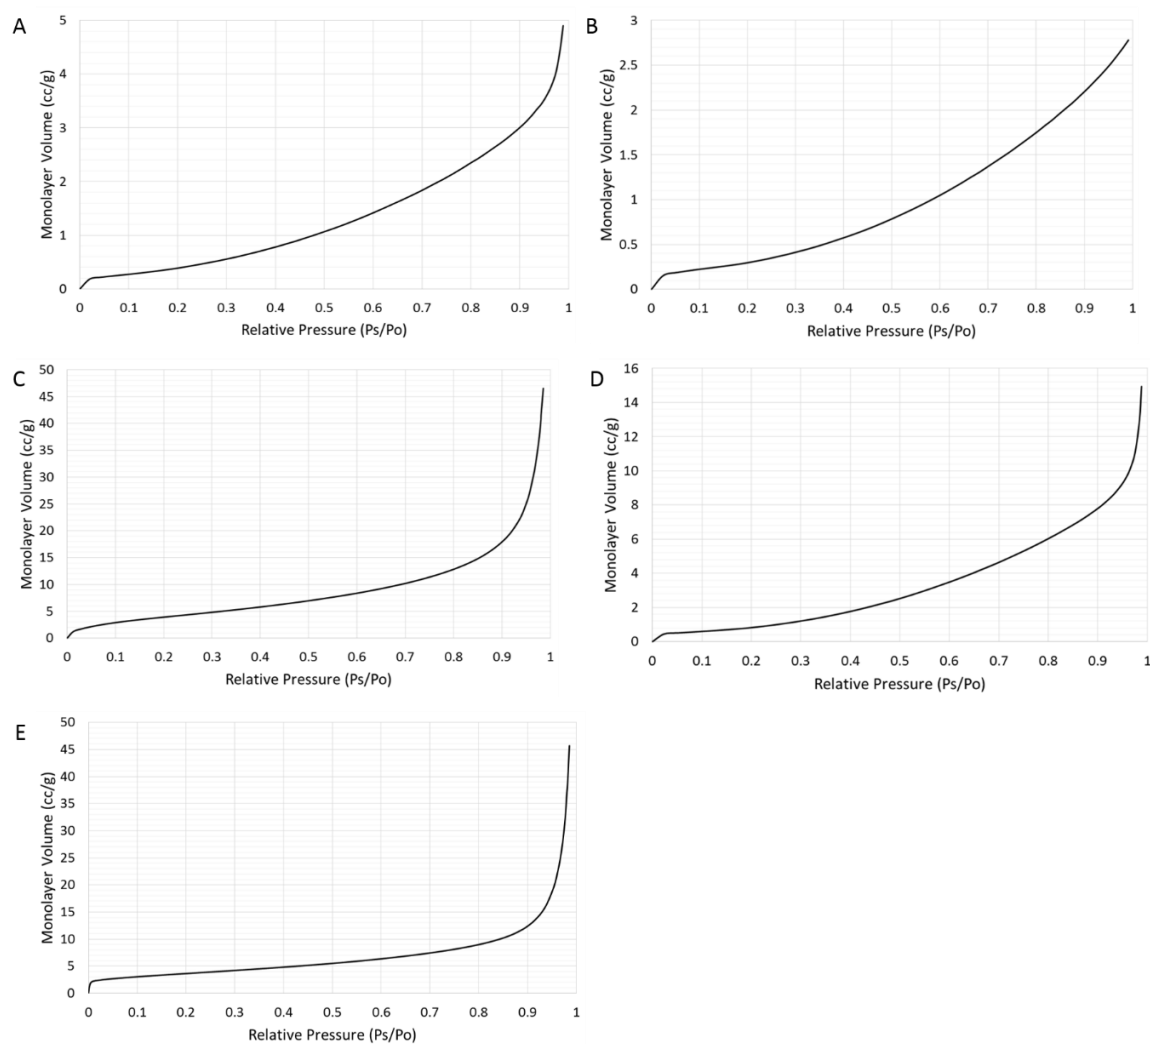 A
Monolayer Volume (cc/g)
5
4
3
2
1
0
0 0.1 0.2 0.3 0.4 0.5 0.6 0.7 0.8 0.9 1
Relative Pressure (Ps/Po)
B
Monolayer Volume (cc/g)
3
2.5
2
1.5
1
0.5
0
0 0.1 0.2 0.3 0.4 0.5 0.6 0.7 0.8 0.9 1
Relative Pressure (Ps/Po)
C
Monolayer Volume (cc/g)
50
45
40
35
30
25
20
15
10
5
0
0 0.1 0.2 0.3 0.4 0.5 0.6 0.7 0.8 0.9 1
Relative Pressure (Ps/Po)
D
Monolayer Volume (cc/g)
16
14
12
10
8
6
4
2
0
0 0.1 0.2 0.3 0.4 0.5 0.6 0.7 0.8 0.9 1
Relative Pressure (Ps/Po)
E
Monolayer Volume (cc/g)
50
45
40
35
30
25
20
15
10
5
0
0 0.1 0.2 0.3 0.4 0.5 0.6 0.7 0.8 0.9 1
Relative Pressure (Ps/Po)